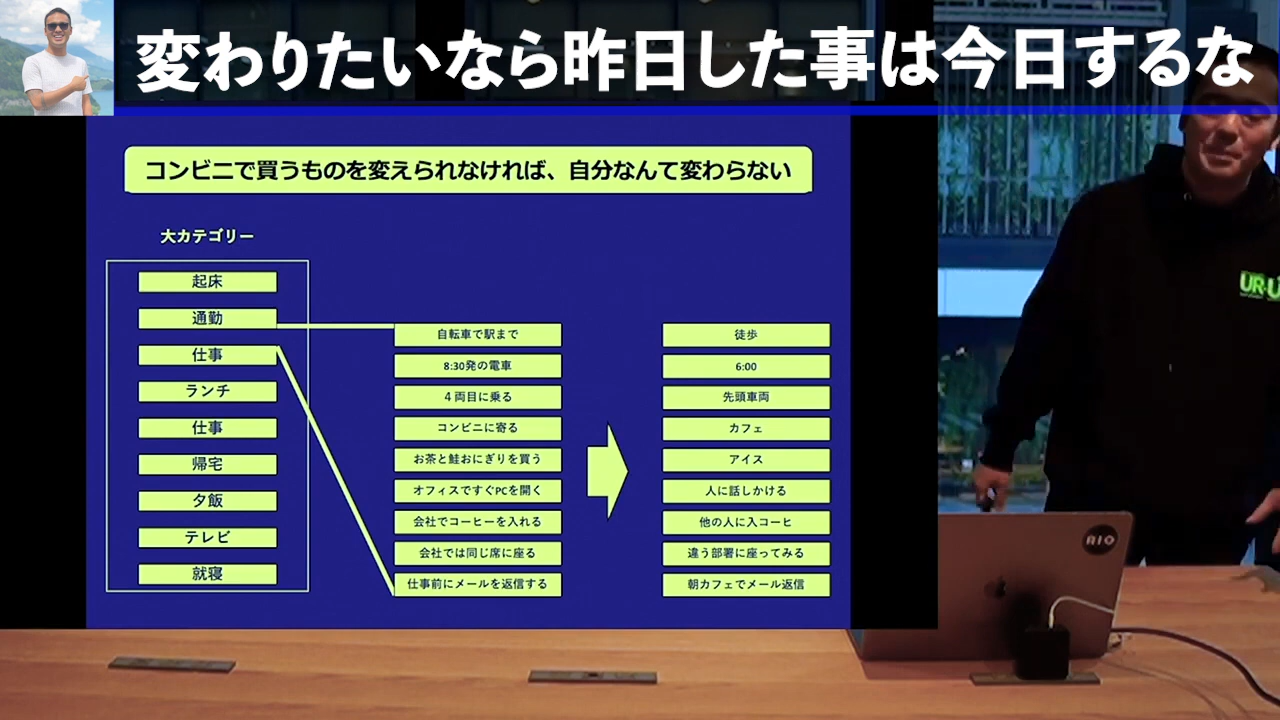 変わりたいなら昨日した事は今日するな
コンビニで買うものを変えられなければ、自分なんて変わらない
大カテゴリー
起床
通勤
仕事
ランチ
仕事
帰宅
夕飯
テレビ
就寝
自転車で駅まで
8:30発の電車
４両目に乗る
コンビニに寄る
お茶と鮭おにぎりを買う
オフィスですぐPCを開く
会社でコーヒーを入れる
会社では同じ席に座る
仕事前にメールを返信する
徒歩
6:00
先頭車両
カフェ
アイス
人に話しかける
他の人に入コーヒ
違う部署に座ってみる
朝カフェでメール返信
UR-U
AIO